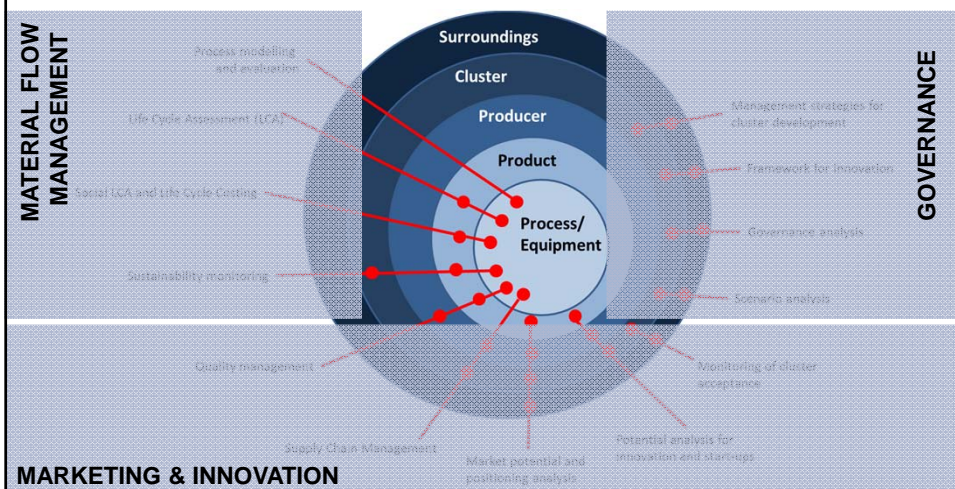 MATERIAL FLOW
MANAGEMENT
Process modelling
and evaluation
Life Cycle Assessment (LCA)
Social LCA and Life Cycle Costing
Sustainability monitoring
Surroundings
Cluster
Producer
Product
Process/
Equipment
GOVERNANCE
Management strategies for
cluster development
Framework for innovation
Governance analysis
Scenario analysis
Quality management
Supply Chain Management
Market potential and
positioning analysis
Potential analysis for
innovation and start-ups
Monitoring of cluster
acceptance
MARKETING & INNOVATION